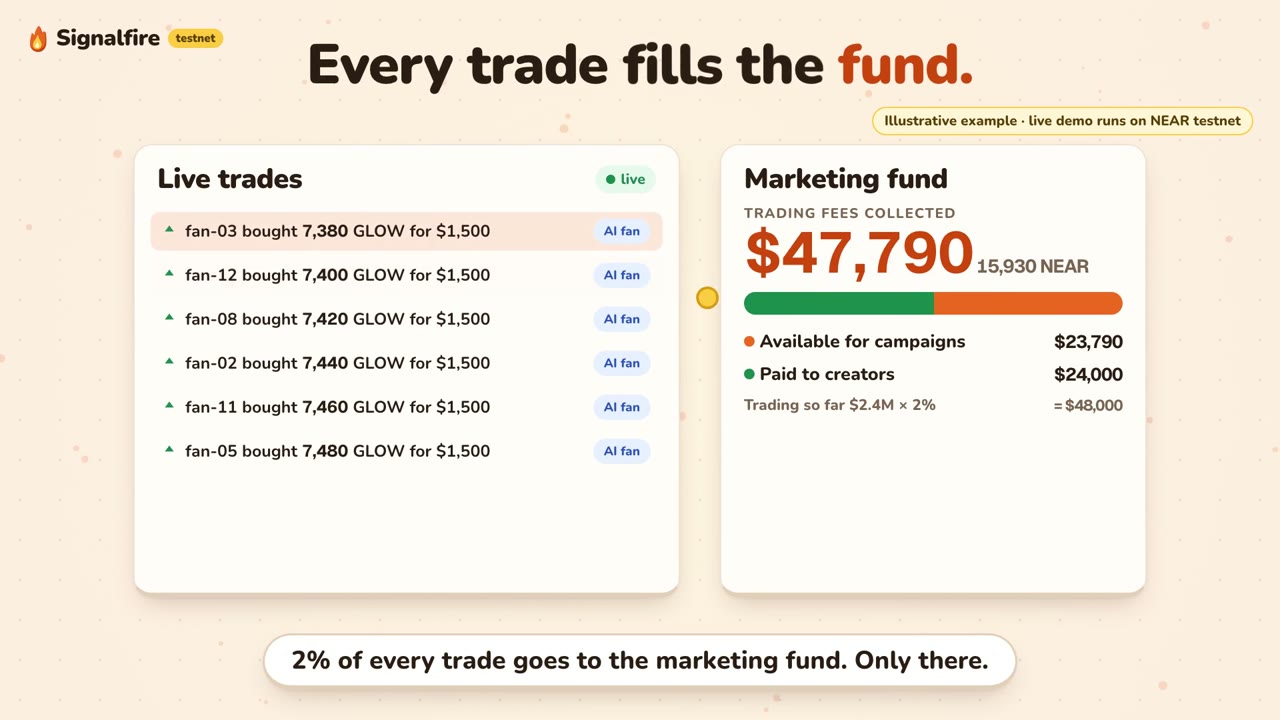 Signalfire testnet
Every trade fills the fund.
Illustrative example · live demo runs on NEAR testnet
Live trades
live
fan-03 bought 7,380 GLOW for $1,500 AI fan
fan-12 bought 7,400 GLOW for $1,500 AI fan
fan-08 bought 7,420 GLOW for $1,500 AI fan
fan-02 bought 7,440 GLOW for $1,500 AI fan
fan-11 bought 7,460 GLOW for $1,500 AI fan
fan-05 bought 7,480 GLOW for $1,500 AI fan
Marketing fund
TRADING FEES COLLECTED
$47,790 15,930 NEAR
Available for campaigns $23,790
Paid to creators $24,000
Trading so far $2.4M × 2% = $48,000
2% of every trade goes to the marketing fund. Only there.